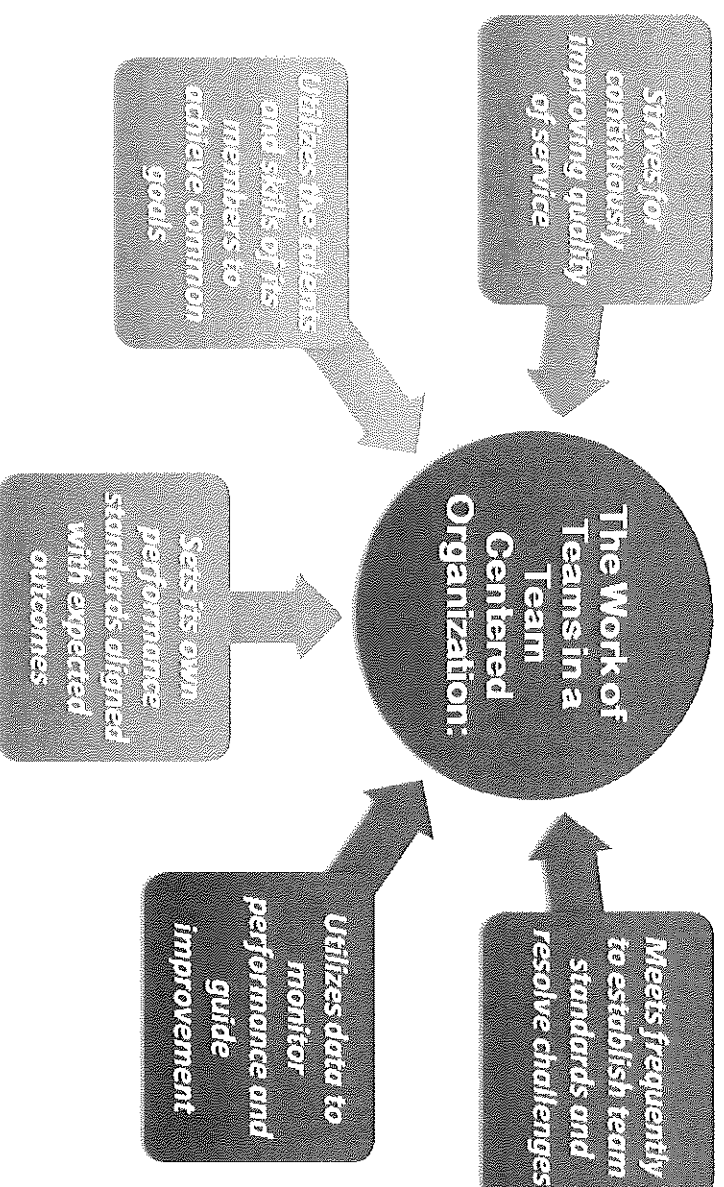 The Work of
Teams in a
Team
Centered
Organization:
Strives for
continuously
improving quality
of service
Utilizes the talents
and skills of its
members to
achieve common
goals
Sets its own
performance
standards aligned
with expected
outcomes
Utilizes data to
monitor
performance and
guide
improvement
Meets frequently
to establish team
standards and
resolve challenges